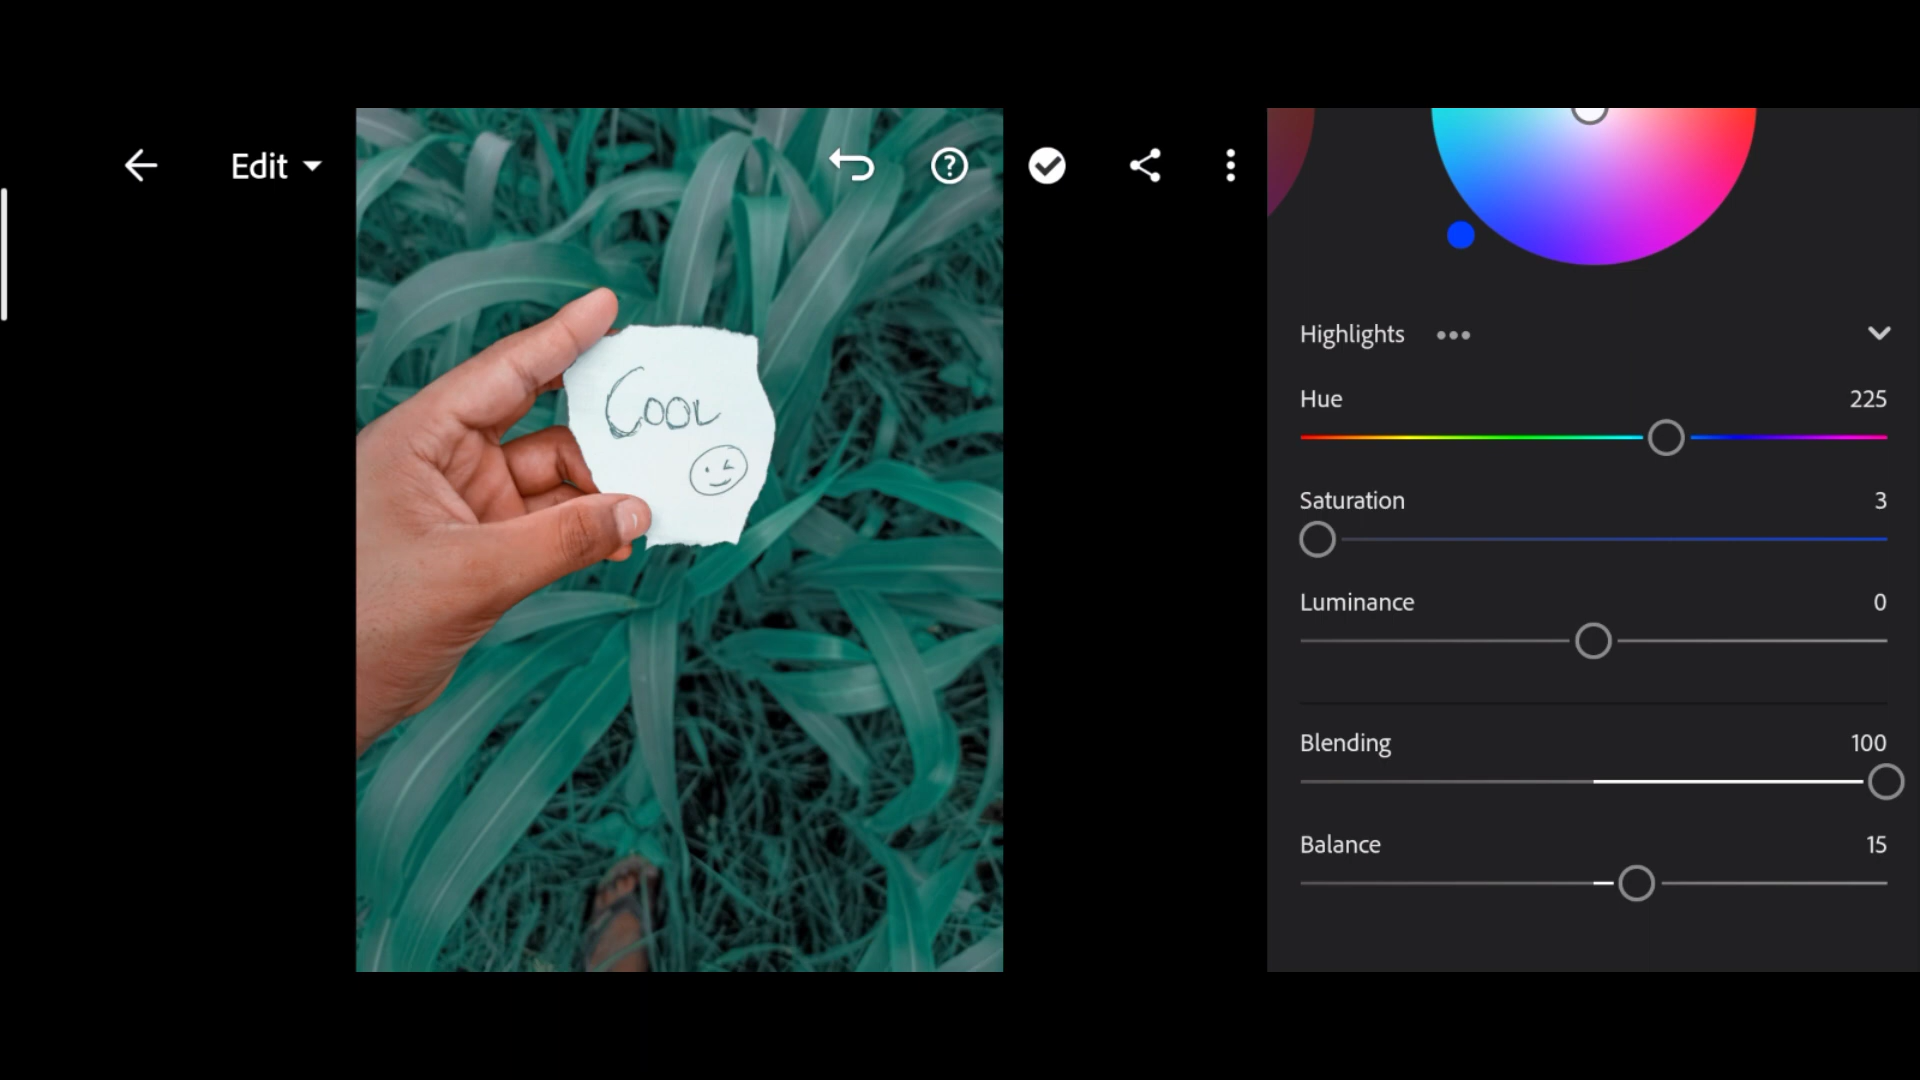 Edit
COOL
Highlights
Hue 225
Saturation 3
Luminance 0
Blending 100
Balance 15